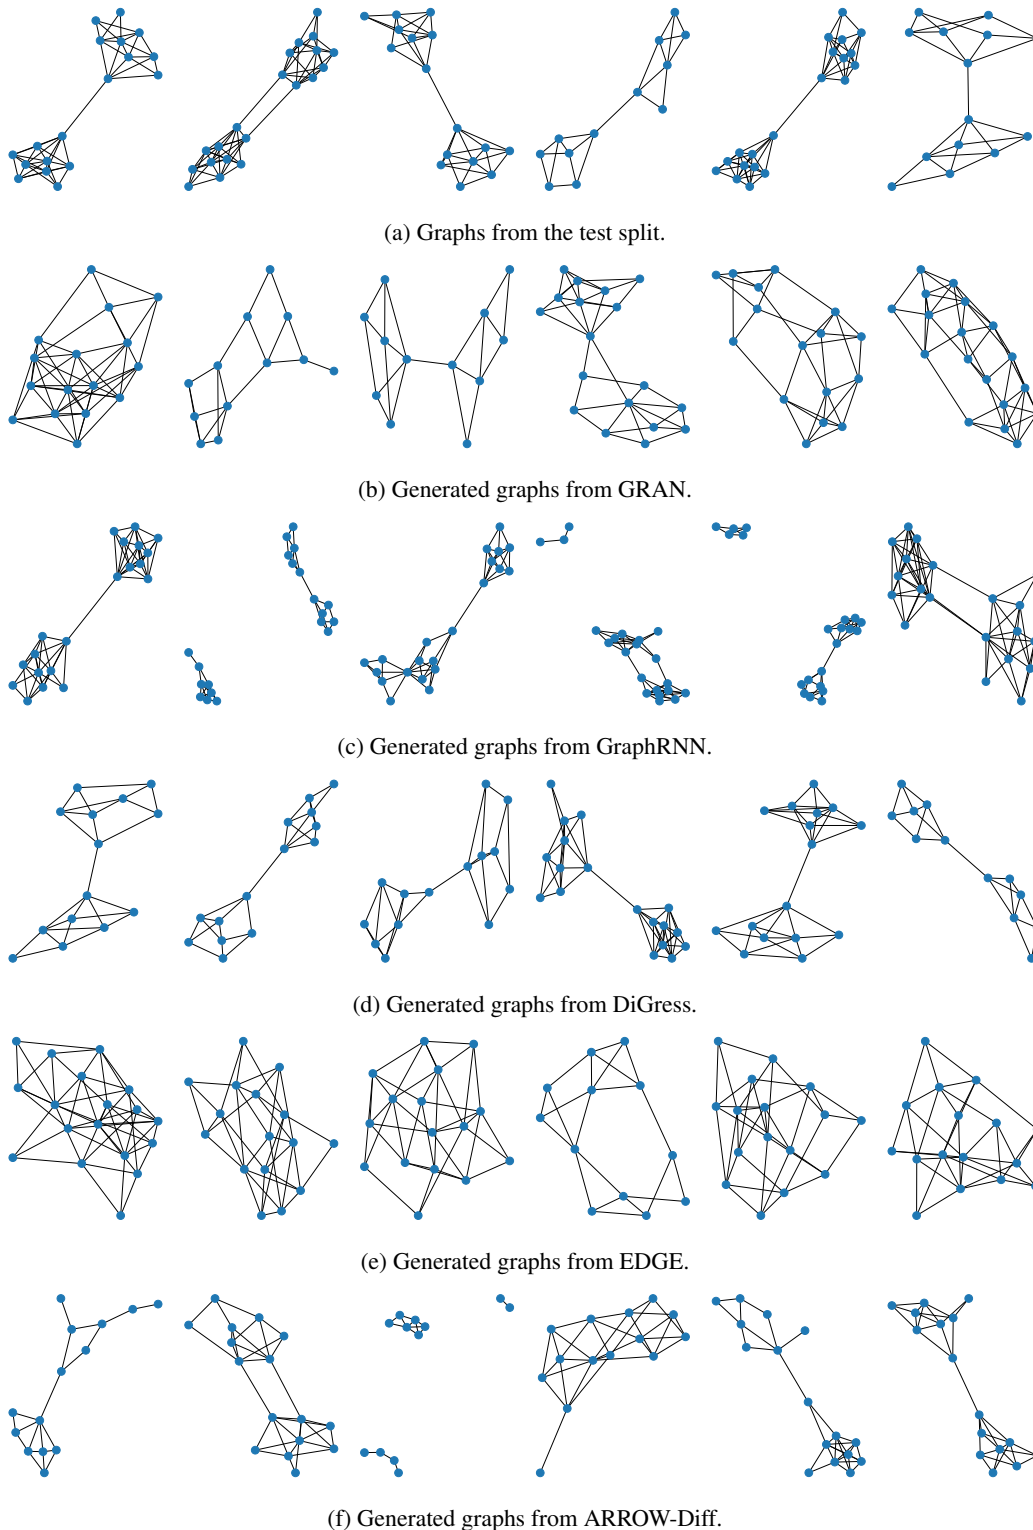 (a) Graphs from the test split.
(b) Generated graphs from GRAN.
(c) Generated graphs from GraphRNN.
(d) Generated graphs from DiGress.
(e) Generated graphs from EDGE.
(f) Generated graphs from ARROW-Diff.